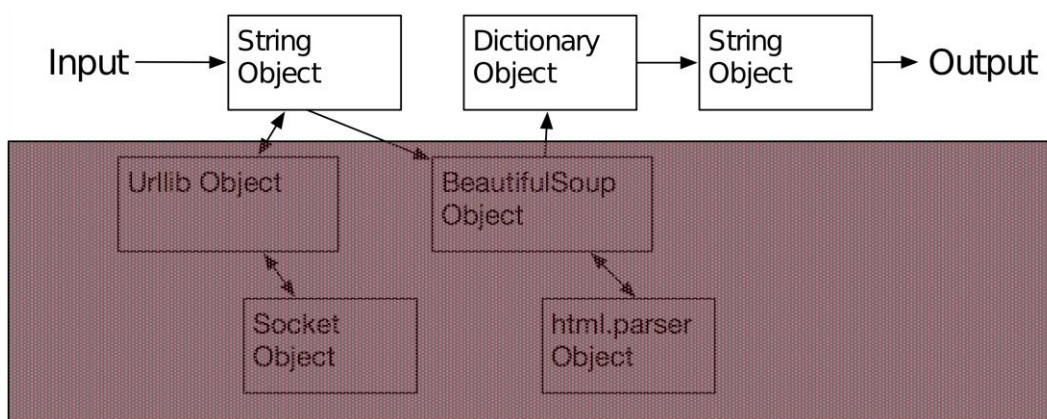 Input
String
Object
Dictionary
Object
String
Object
Output
Urllib Object
BeautifulSoup
Object
Socket
Object
html.parser
Object